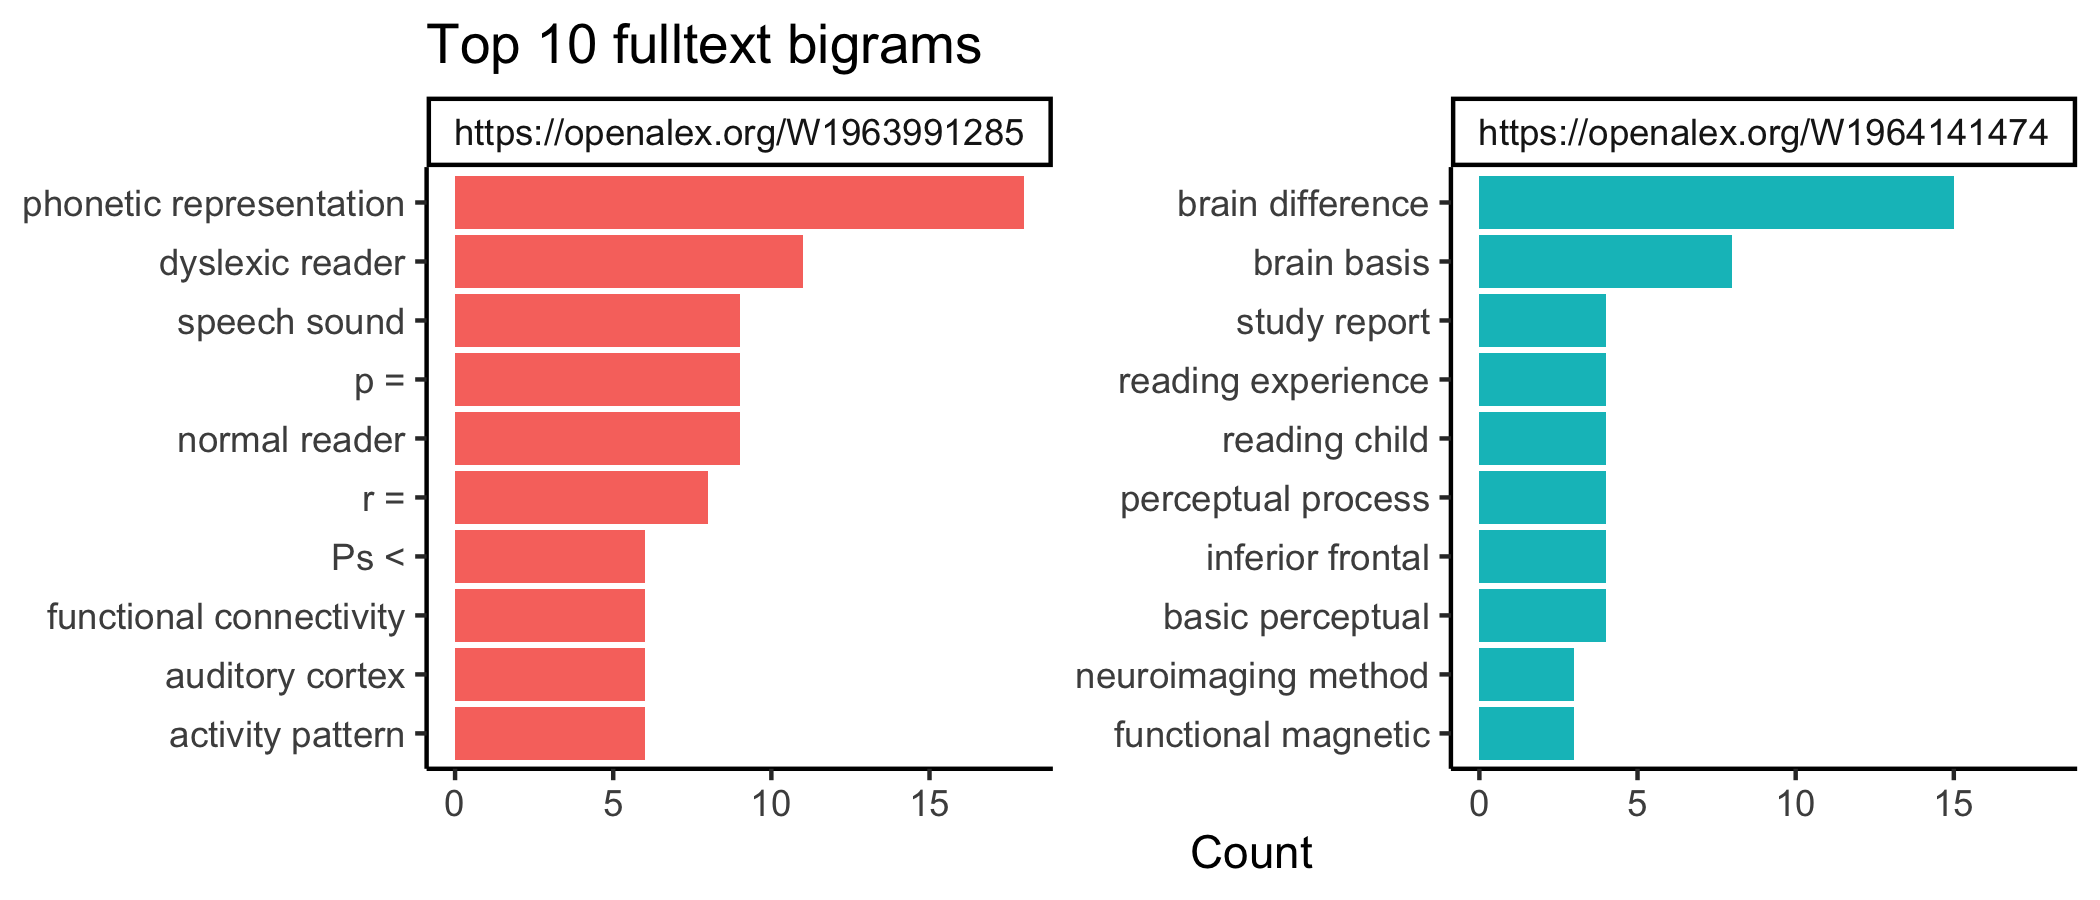 Top 10 fulltext bigrams
https://openalex.org/W1963991285
phonetic representation
dyslexic reader
speech sound
p =
normal reader
r =
Ps <
functional connectivity
auditory cortex
activity pattern
0 5 10 15
https://openalex.org/W1964141474
brain difference
brain basis
study report
reading experience
reading child
perceptual process
inferior frontal
basic perceptual
neuroimaging method
functional magnetic
0 5 10 15
Count